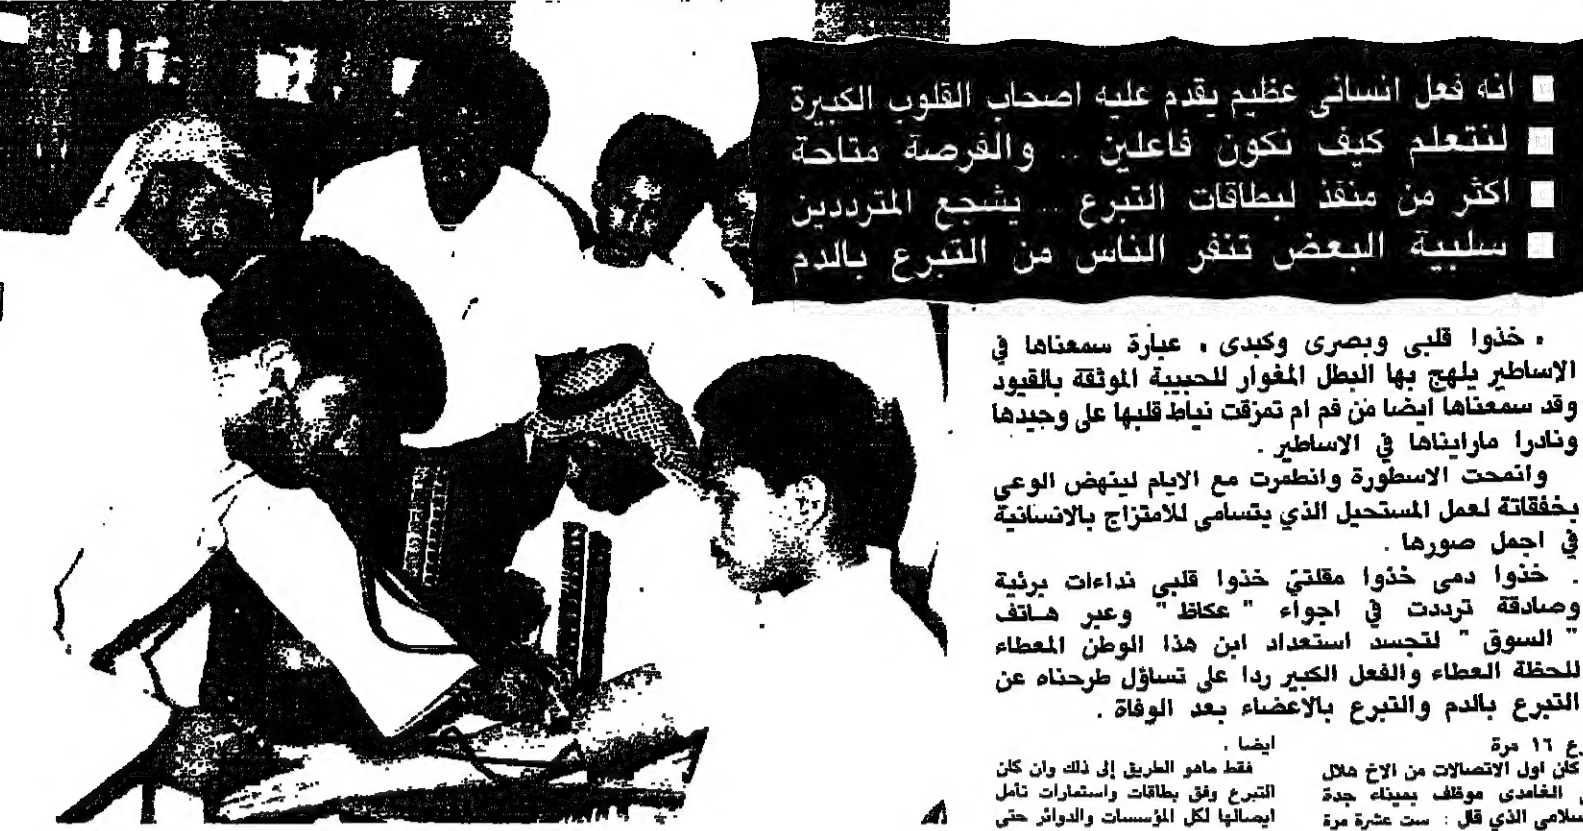 ■ انه فعل انسانى عظيم يقدم عليه اصحاب القلوب الكبيرة
■ لنتعلم كيف نكون فاعلين .. والفرصة متاحة
■ اكثر من منفذ لبطاقات التبرع .. يشجع المترددين
■ سلبية البعض تنفر الناس من التبرع بالدم
« خذوا قلبى وبصرى وكبدى » عبارة سمعناها في
الاساطير يلهج بها البطل المغوار للحبيبة الموثقة بالقيود
وقد سمعناها ايضا من فم ام تمزقت نياط قلبها على وحيدها
ونادرا مارايناها في الاساطير .
وانمحت الاسطورة وانطمرت مع الايام لينهض الوعي
بخفقاتة لعمل المستحيل الذي يتسامى للامتزاج بالانسانية
في اجمل صورها .
. خذوا دمى خذوا مقلتيّ خذوا قلبى نداءات برئية
وصادقة ترددت في اجواء " عكاظ " وعبر هاتف
" السوق " لتجسد استعداد ابن هذا الوطن المعطاء
للحظة العطاء والفعل الكبير ردا على تساؤل طرحناه عن
التبرع بالدم والتبرع بالاعضاء بعد الوفاة .
١٦ مرة
كان اول الاتصالات من الاخ هلال
الغامدى موظف بميناء جدة
الذي قال : ست عشرة مرة
ايضا .
فقط ماهو الطريق إلى ذلك وان كان
التبرع وفق بطاقات واستمارات نأمل
ايصالها لكل المؤسسات والدوائر حتى